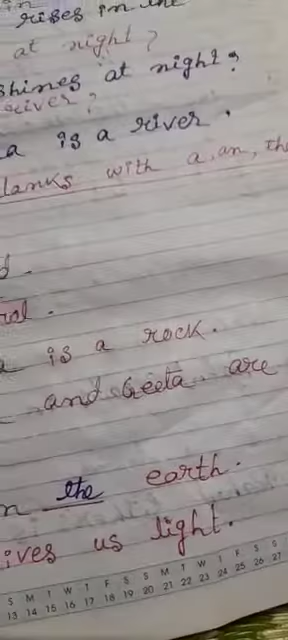 rises in the
at night?
shines at night?
river?
a is a river.
lanks with a, an, the
d.
ral.
a is a rock.
and Geeta are
n the earth.
ives us light.
S M T W T F S S M T W T F S S
13 14 15 16 17 18 19 20 21 22 23 24 25 26 27